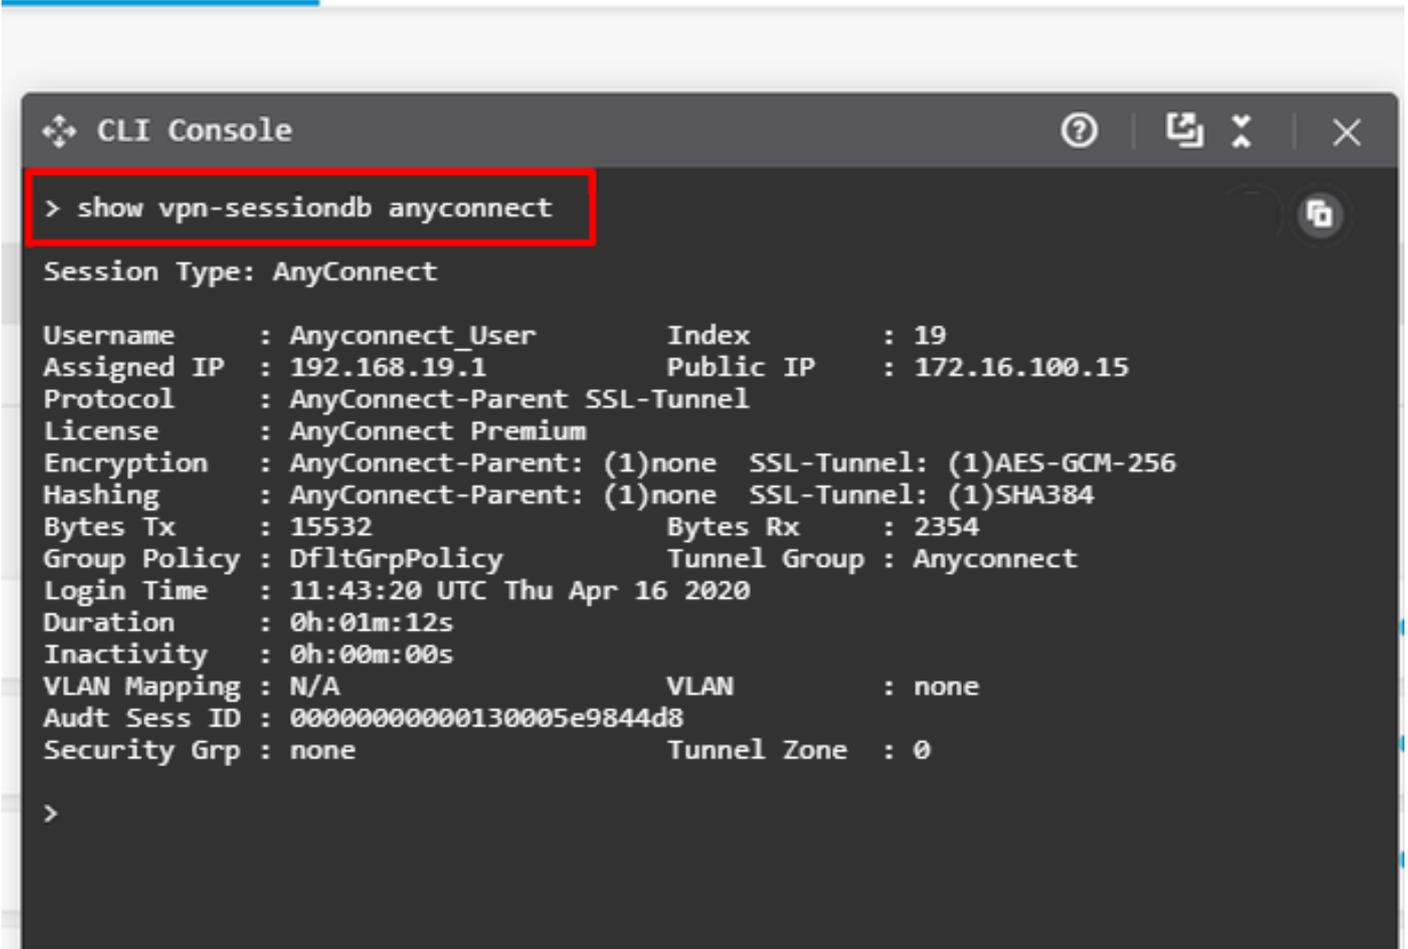 CLI Console
> show vpn-sessiondb anyconnect
Session Type: AnyConnect
Username     : Anyconnect_User        Index        : 19
Assigned IP  : 192.168.19.1           Public IP    : 172.16.100.15
Protocol     : AnyConnect-Parent SSL-Tunnel
License      : AnyConnect Premium
Encryption   : AnyConnect-Parent: (1)none  SSL-Tunnel: (1)AES-GCM-256
Hashing      : AnyConnect-Parent: (1)none  SSL-Tunnel: (1)SHA384
Bytes Tx     : 15532                  Bytes Rx     : 2354
Group Policy : DfltGrpPolicy          Tunnel Group : Anyconnect
Login Time   : 11:43:20 UTC Thu Apr 16 2020
Duration     : 0h:01m:12s
Inactivity   : 0h:00m:00s
VLAN Mapping : N/A                    VLAN         : none
Audt Sess ID : 00000000000130005e9844d8
Security Grp : none                   Tunnel Zone  : 0
>